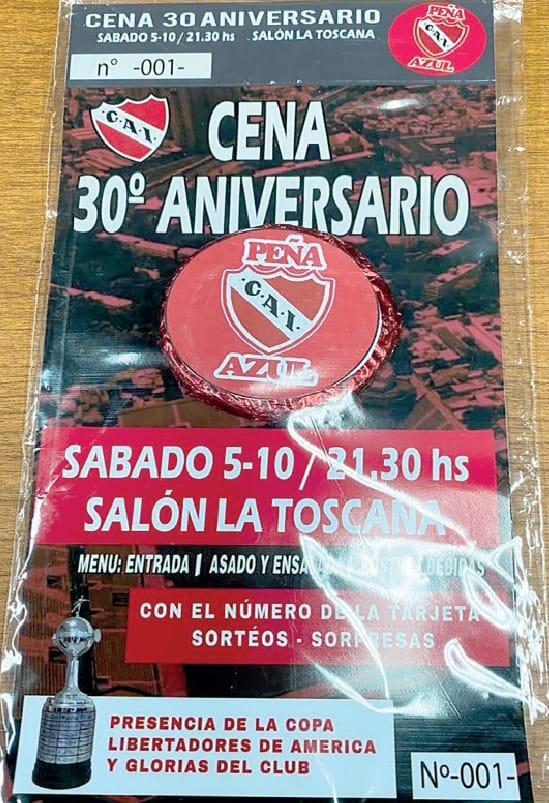 CENA 30 ANIVERSARIO
SABADO 5-10 / 21.30 hs SALÓN LA TOSCANA
PEÑA
C.A.I.
AZUL
n° -001-
C.A.I.
CENA
30º ANIVERSARIO
PEÑA
C.A.I.
AZUL
SABADO 5-10 / 21.30 hs
SALÓN LA TOSCANA
MENU: ENTRADA | ASADO Y BEBIDAS
CON EL NÚMERO DE LA TARJETA
SORTÉOS - SORPRESAS
PRESENCIA DE LA COPA
LIBERTADORES DE AMERICA
Y GLORIAS DEL CLUB
Nº-001-